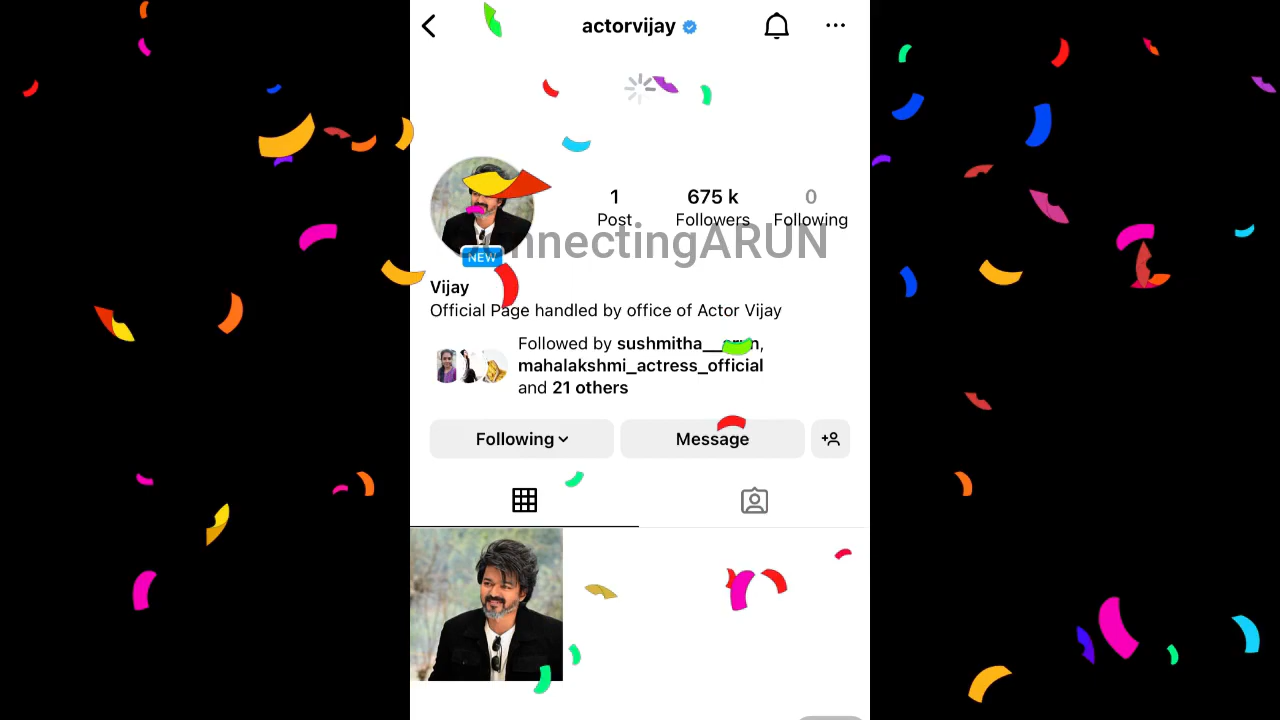 actorvijay
1
Post
675 k
Followers
0
Following
nnectingARUN
NEW
Vijay
Official Page handled by office of Actor Vijay
Followed by
mahalakshmi_actress_official
and 21 others
Following
Message